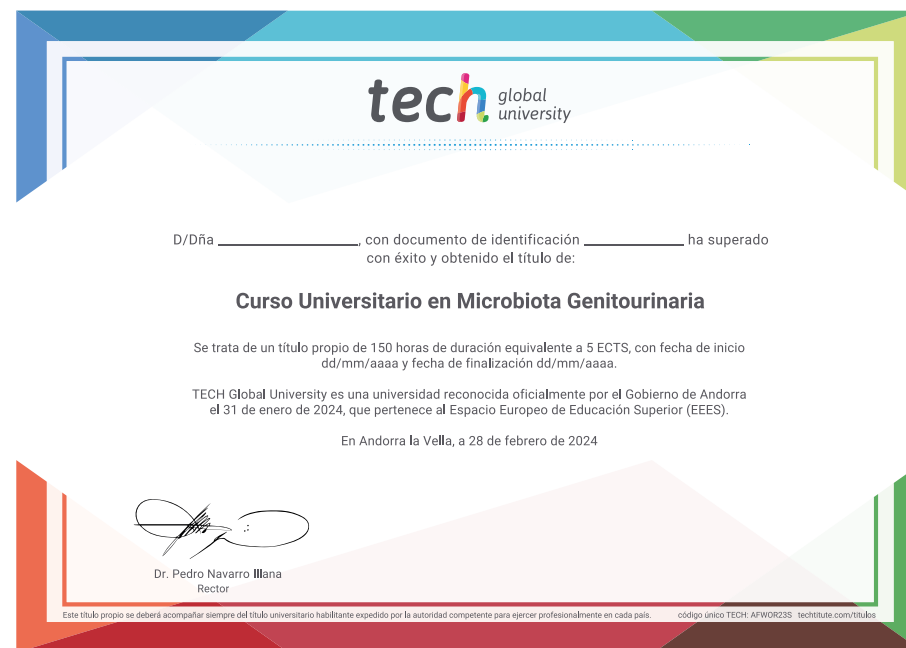 tech global university
D/Dña ____________________, con documento de identificación ______________ ha superado
con éxito y obtenido el título de:
Curso Universitario en Microbiota Genitourinaria
Se trata de un título propio de 150 horas de duración equivalente a 5 ECTS, con fecha de inicio
dd/mm/aaaa y fecha de finalización dd/mm/aaaa.
TECH Global University es una universidad reconocida oficialmente por el Gobierno de Andorra
el 31 de enero de 2024, que pertenece al Espacio Europeo de Educación Superior (EEES).
En Andorra la Vella, a 28 de febrero de 2024
Dr. Pedro Navarro Illana
Rector
Este título propio se deberá acompañar siempre del título universitario habilitante expedido por la autoridad competente para ejercer profesionalmente en cada país. código único TECH: AFWOR23S techtitute.com/titulos